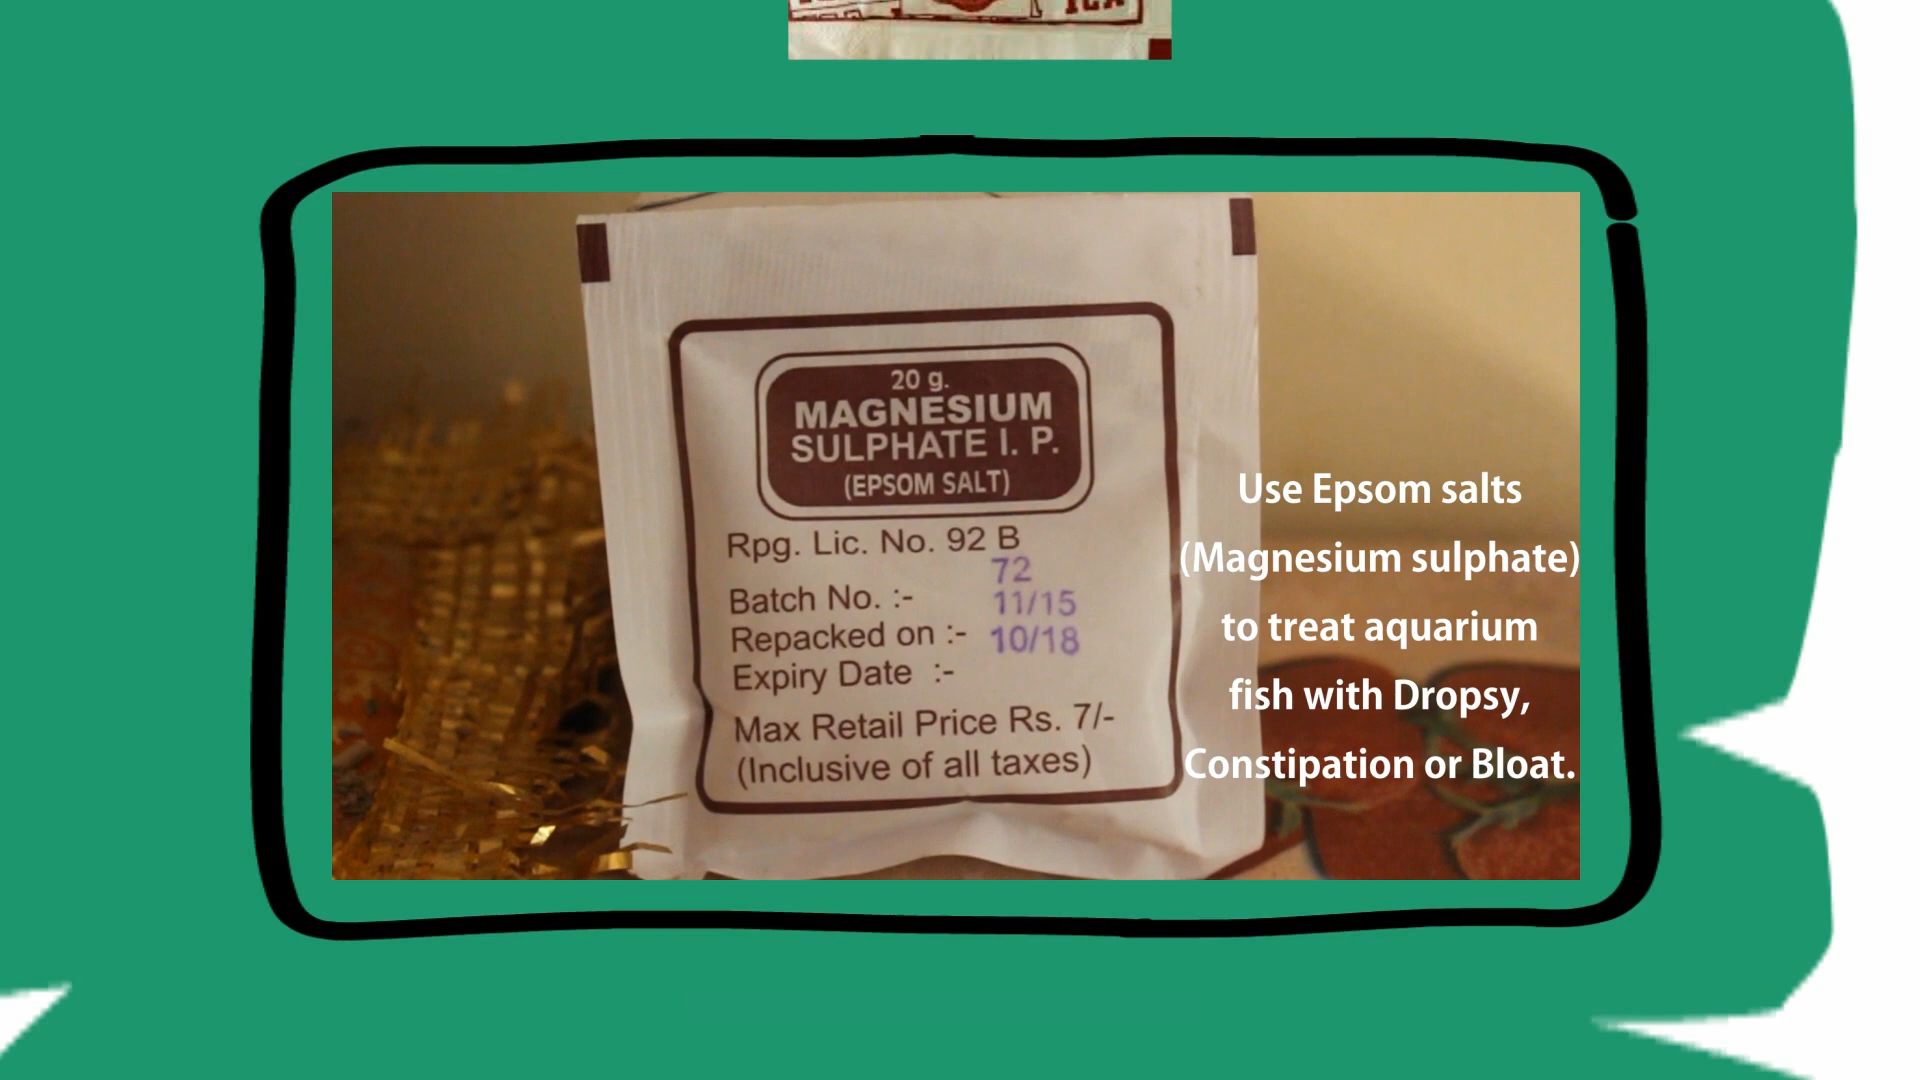 20 g.
MAGNESIUM
SULPHATE I. P.
(EPSOM SALT)
Rpg. Lic. No. 92 B
72
Batch No. :- 11/15
Repacked on :- 10/18
Expiry Date :-
Max Retail Price Rs. 7/-
(Inclusive of all taxes)
Use Epsom salts
(Magnesium sulphate)
to treat aquarium
fish with Dropsy,
Constipation or Bloat.